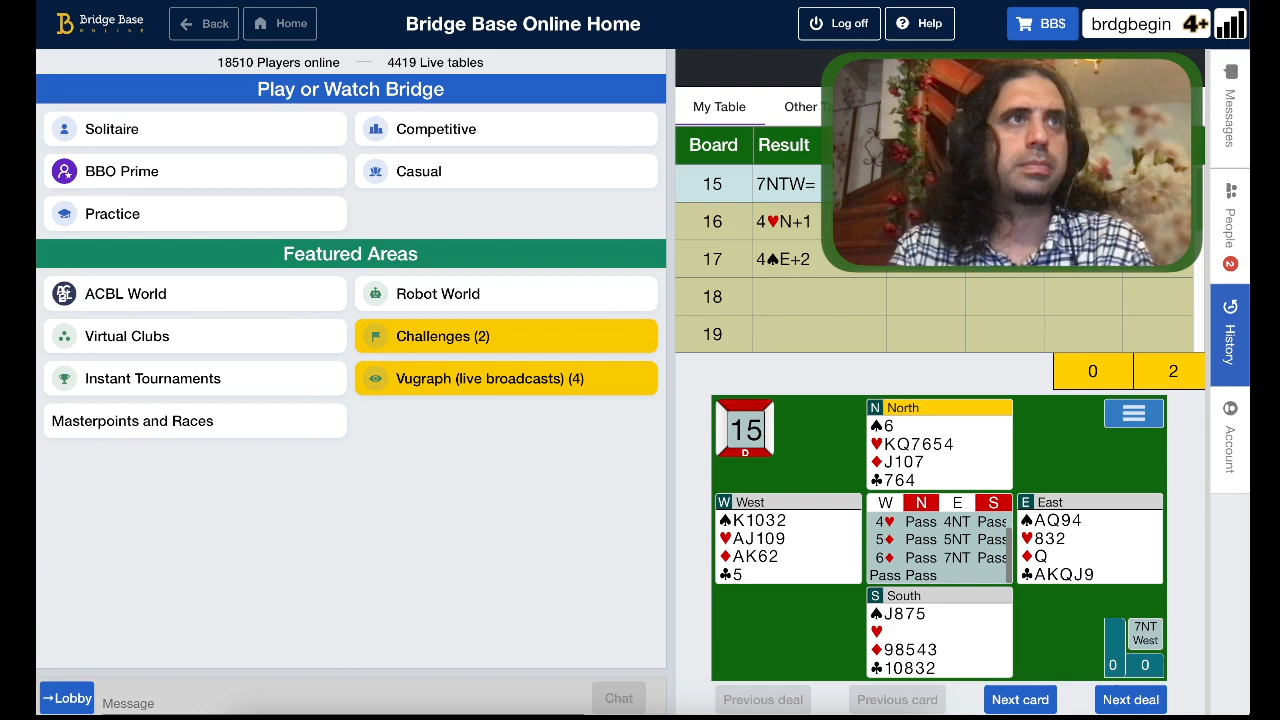 Bridge Base
ONLINE
Back
Home
Bridge Base Online Home
Log off
Help
BB$
brdgbegin 4+
18510 Players online — 4419 Live tables
Play or Watch Bridge
Solitaire
Competitive
BBO Prime
Casual
Practice
Featured Areas
ACBL World
Robot World
Virtual Clubs
Challenges (2)
Instant Tournaments
Vugraph (live broadcasts) (4)
Masterpoints and Races
→Lobby
Message
Chat
My Table
Other
Board Result
15 7NTW=
16 4♥N+1
17 4♠E+2
18
19
0 2
15
D
N North
♠6
♥KQ7654
♦J107
♣764
W West
♠K1032
♥AJ109
♦AK62
♣5
W N E S
4♥ Pass 4NT Pass
5♦ Pass 5NT Pass
6♦ Pass 7NT Pass
Pass Pass
E East
♠AQ94
♥832
♦Q
♣AKQJ9
S South
♠J875
♥
♦98543
♣10832
7NT
West
0 0
Previous deal
Previous card
Next card
Next deal
Messages
People
2
History
Account